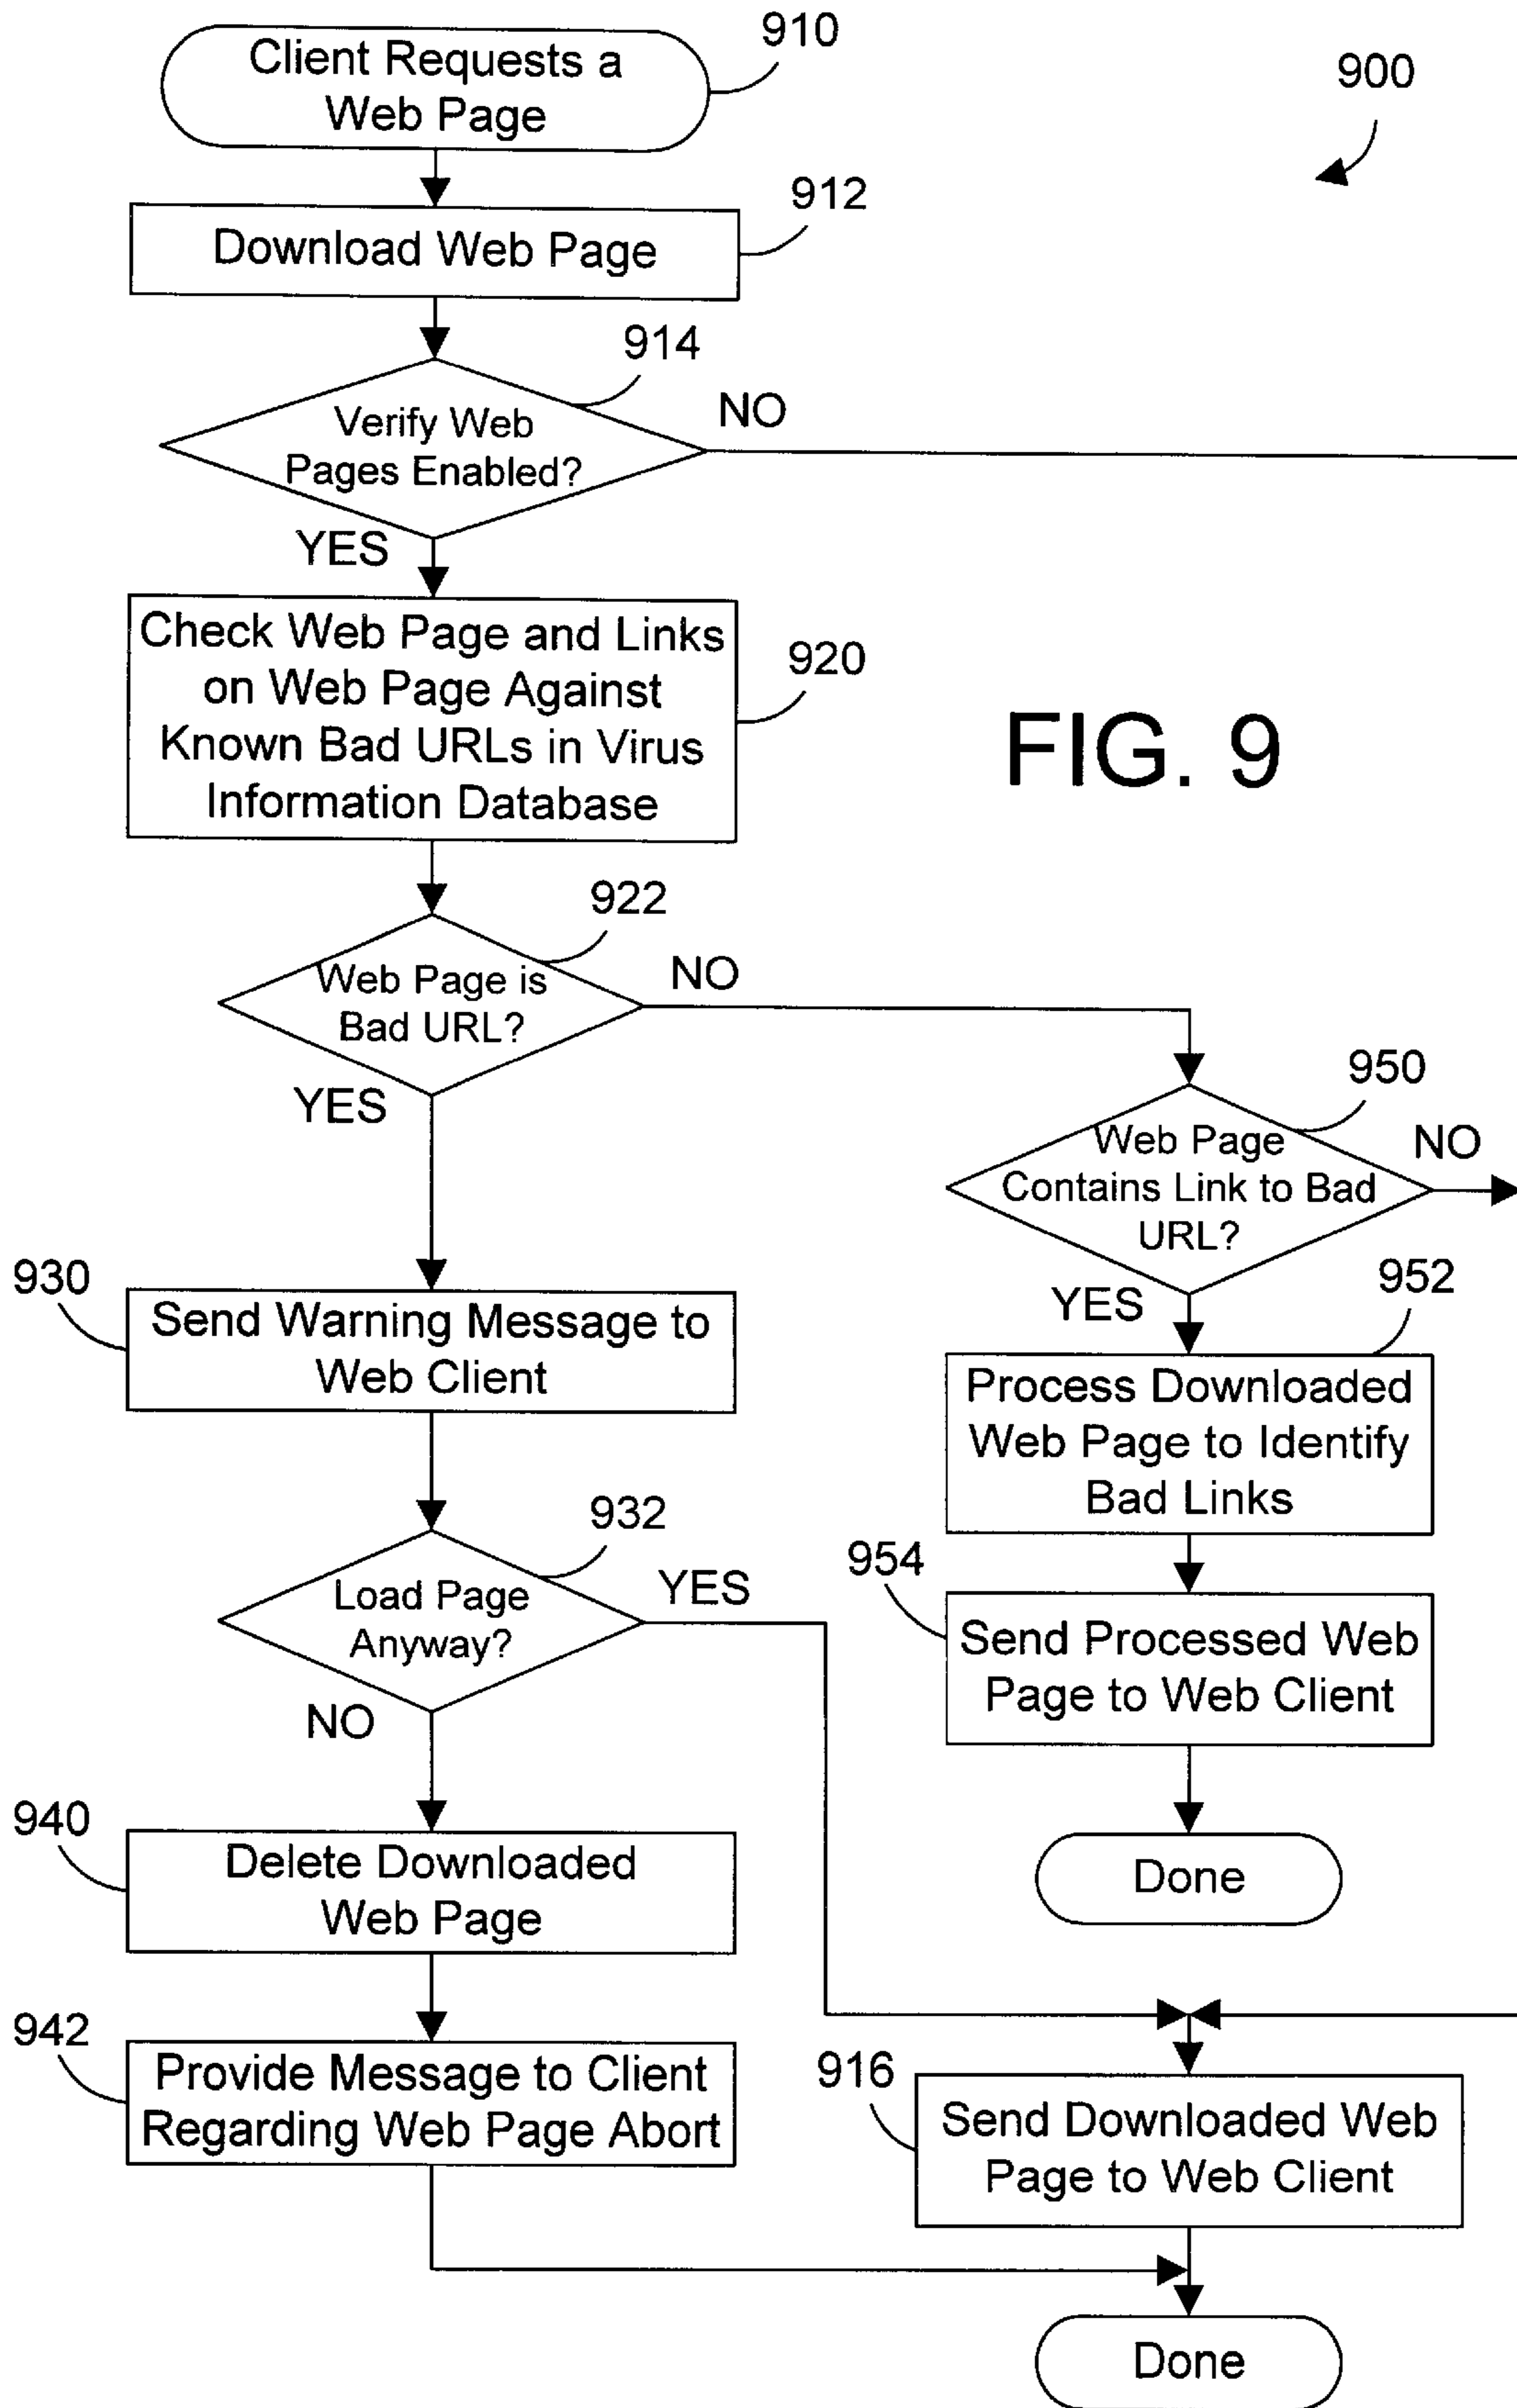 Client Requests a
Web Page
910
900
Download Web Page
912
914
Verify Web
Pages Enabled?
NO
YES
Check Web Page and Links
on Web Page Against
Known Bad URLs in Virus
Information Database
920
FIG. 9
922
Web Page is
Bad URL?
NO
YES
950
Web Page
Contains Link to Bad
URL?
NO
YES
930
Send Warning Message to
Web Client
952
Process Downloaded
Web Page to Identify
Bad Links
932
Load Page
Anyway?
YES
NO
954
Send Processed Web
Page to Web Client
Done
940
Delete Downloaded
Web Page
942
Provide Message to Client
Regarding Web Page Abort
916
Send Downloaded Web
Page to Web Client
Done